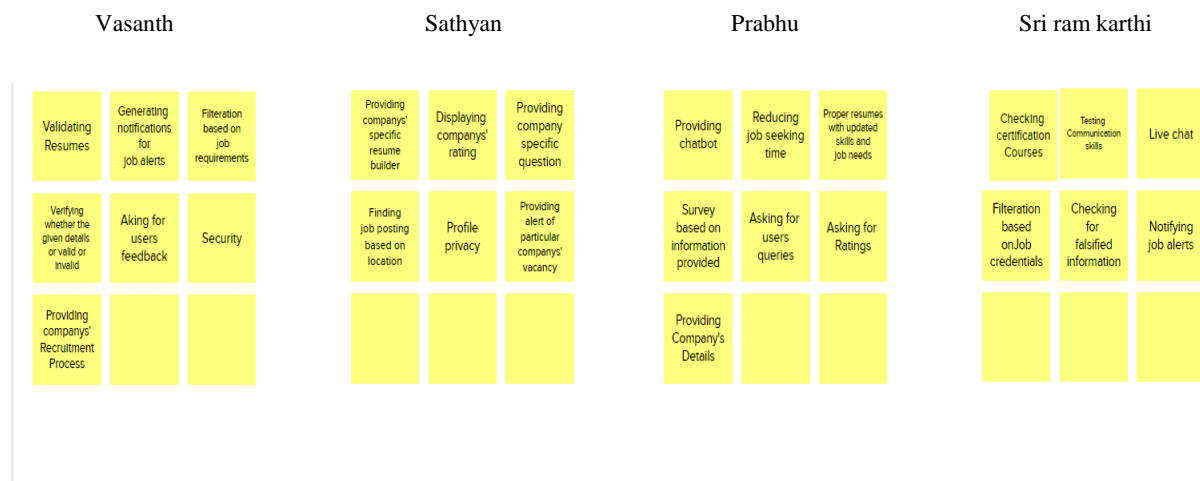 Vasanth
Sathyan
Prabhu
Sri ram karthi
Validating
Resumes
Generating
notifications
for
job alerts
Filteration
based on
job
requirements
Verifying
whether the
given details
or valid or
invalid
Aking for
users
feedback
Security
Providing
companys'
Recruitment
Process
Providing
companys'
specific
resume
builder
Displaying
companys'
rating
Providing
company
specific
question
Finding
job posting
based on
location
Profile
privacy
Providing
alert of
particular
companys'
vacancy
Providing
chatbot
Reducing
job seeking
time
Proper resumes
with updated
skills and
job needs
Survey
based on
information
provided
Asking for
users
queries
Asking for
Ratings
Providing
Company's
Details
Checking
certification
Courses
Testing
Communication
skills
Live chat
Filteration
based
onJob
credentials
Checking
for
falsified
information
Notifying
job alerts